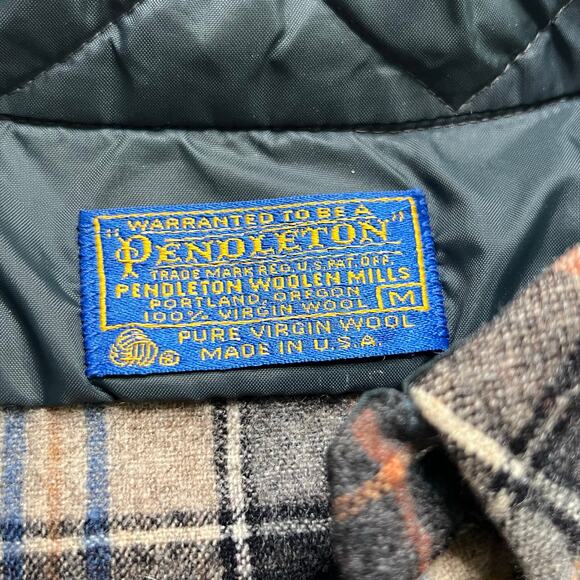 WARRANTED TO BE A
"PENDLETON"
TRADE MARK REG. U.S. PAT. OFF.
PENDLETON WOOLEN MILLS
PORTLAND, OREGON
100% VIRGIN WOOL M
PURE VIRGIN WOOL
® MADE IN U.S.A.